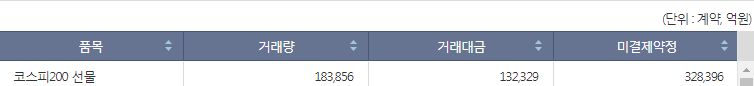 (단위 : 계약, 억원)
품목 거래량 거래대금 미결제약정
코스피200 선물 183,856 132,329 328,396